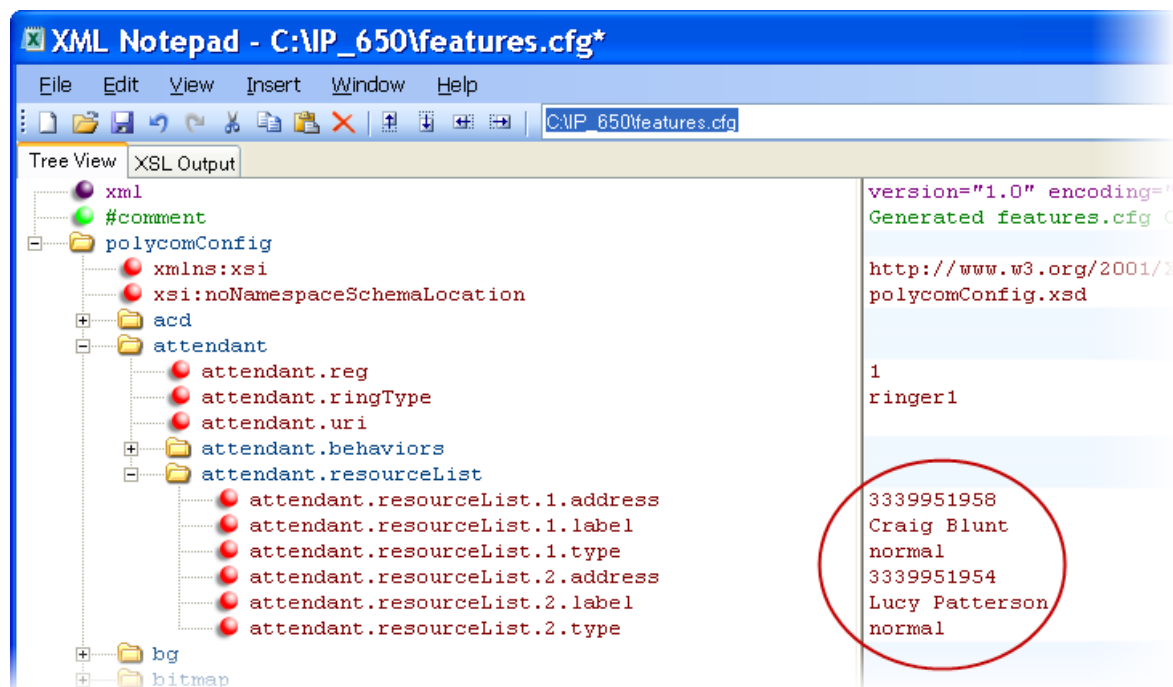 XML Notepad - C:\IP_650\features.cfg*
File Edit View Insert Window Help
C:\IP_650\features.cfg
Tree View XSL Output
xml version="1.0" encoding="
#comment Generated features.cfg
polycomConfig
xmlns:xsi http://www.w3.org/2001/
xsi:noNamespaceSchemaLocation polycomConfig.xsd
acd
attendant
attendant.reg 1
attendant.ringType ringer1
attendant.uri
attendant.behaviors
attendant.resourceList
attendant.resourceList.1.address 3339951958
attendant.resourceList.1.label Craig Blunt
attendant.resourceList.1.type normal
attendant.resourceList.2.address 3339951954
attendant.resourceList.2.label Lucy Patterson
attendant.resourceList.2.type normal
bg
bitmap